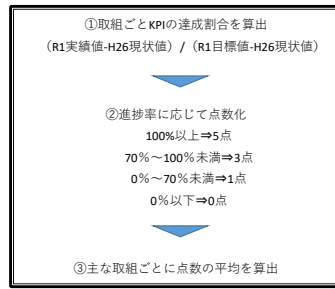 ①取組ごとKPIの達成割合を算出
(R1実績値-H26現状値)/(R1目標値-H26現状値)
②進捗率に応じて点数化
100%以上⇒5点
70%～100%未満⇒3点
0%～70%未満⇒1点
0%以下⇒0点
③主な取組ごとに点数の平均を算出